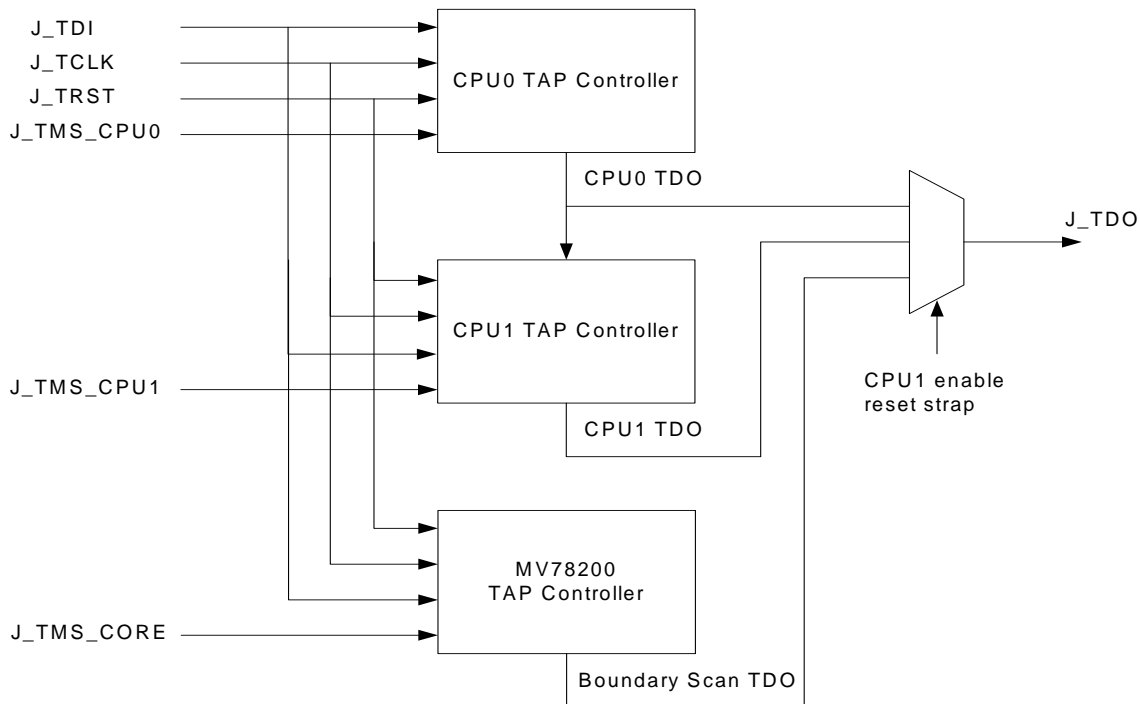 J_TDI
J_TCLK
J_TRST
J_TMS_CPU0
CPU0 TAP Controller
CPU0 TDO
J_TDO
CPU1 TAP Controller
J_TMS_CPU1
CPU1 enable
reset strap
CPU1 TDO
MV78200
TAP Controller
J_TMS_CORE
Boundary Scan TDO